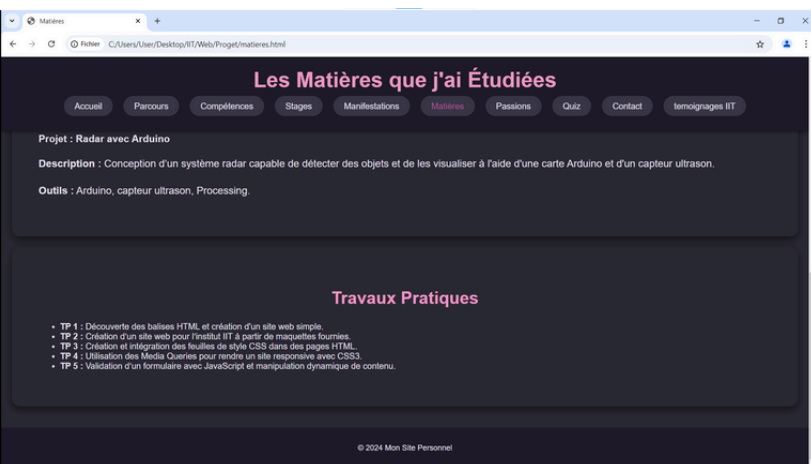 Matières
Fichier C:/Users/User/Desktop/IIT/Web/Proget/matieres.html
Les Matières que j'ai Étudiées
Accueil Parcours Compétences Stages Manifestations Matières Passions Quiz Contact temoignages IIT
Projet : Radar avec Arduino
Description : Conception d'un système radar capable de détecter des objets et de les visualiser à l'aide d'une carte Arduino et d'un capteur ultrason.
Outils : Arduino, capteur ultrason, Processing.
Travaux Pratiques
• TP 1 : Découverte des balises HTML et création d'un site web simple.
• TP 2 : Création d'un site web pour l'institut IIT à partir de maquettes fournies.
• TP 3 : Création et intégration des feuilles de style CSS dans des pages HTML.
• TP 4 : Utilisation des Media Queries pour rendre un site responsive avec CSS3.
• TP 5 : Validation d'un formulaire avec JavaScript et manipulation dynamique de contenu.
© 2024 Mon Site Personnel